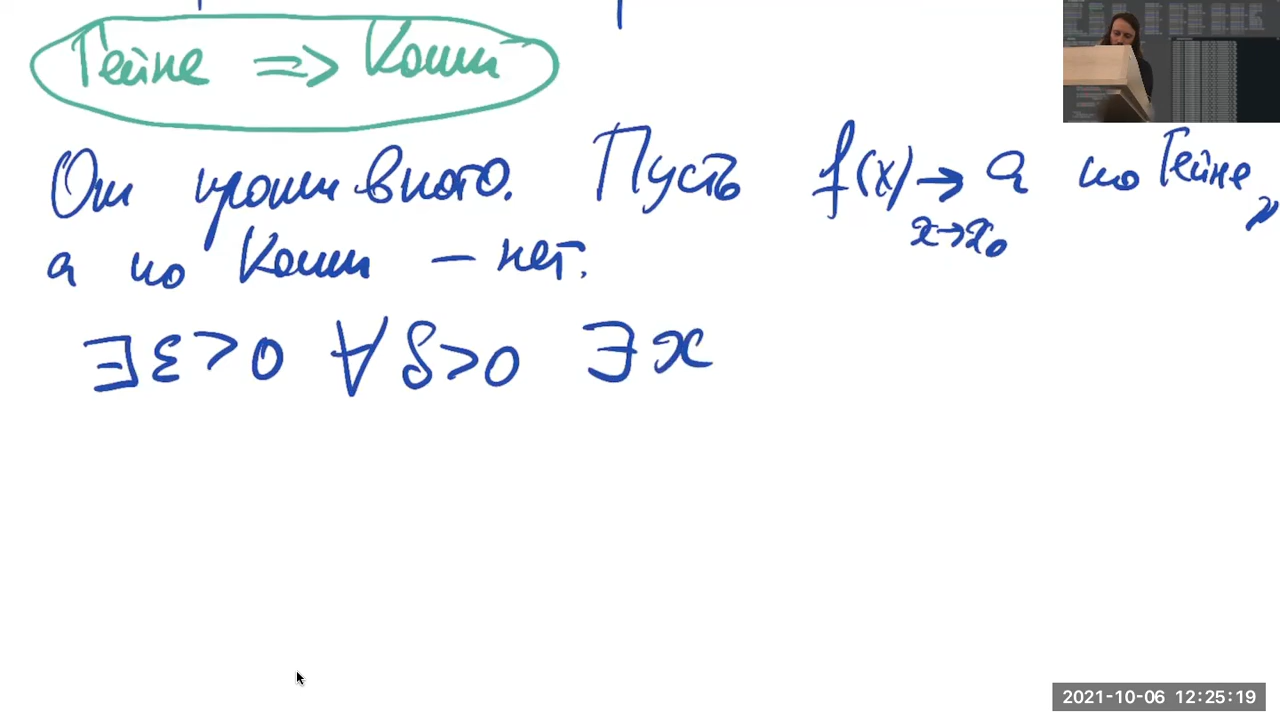 Гейне => Коши
От противного. Пусть f(x) → a по Гейне,
x→x₀
а по Коши – нет.
∃ε>0 ∀δ>0 ∃x
2021-10-06 12:25:19